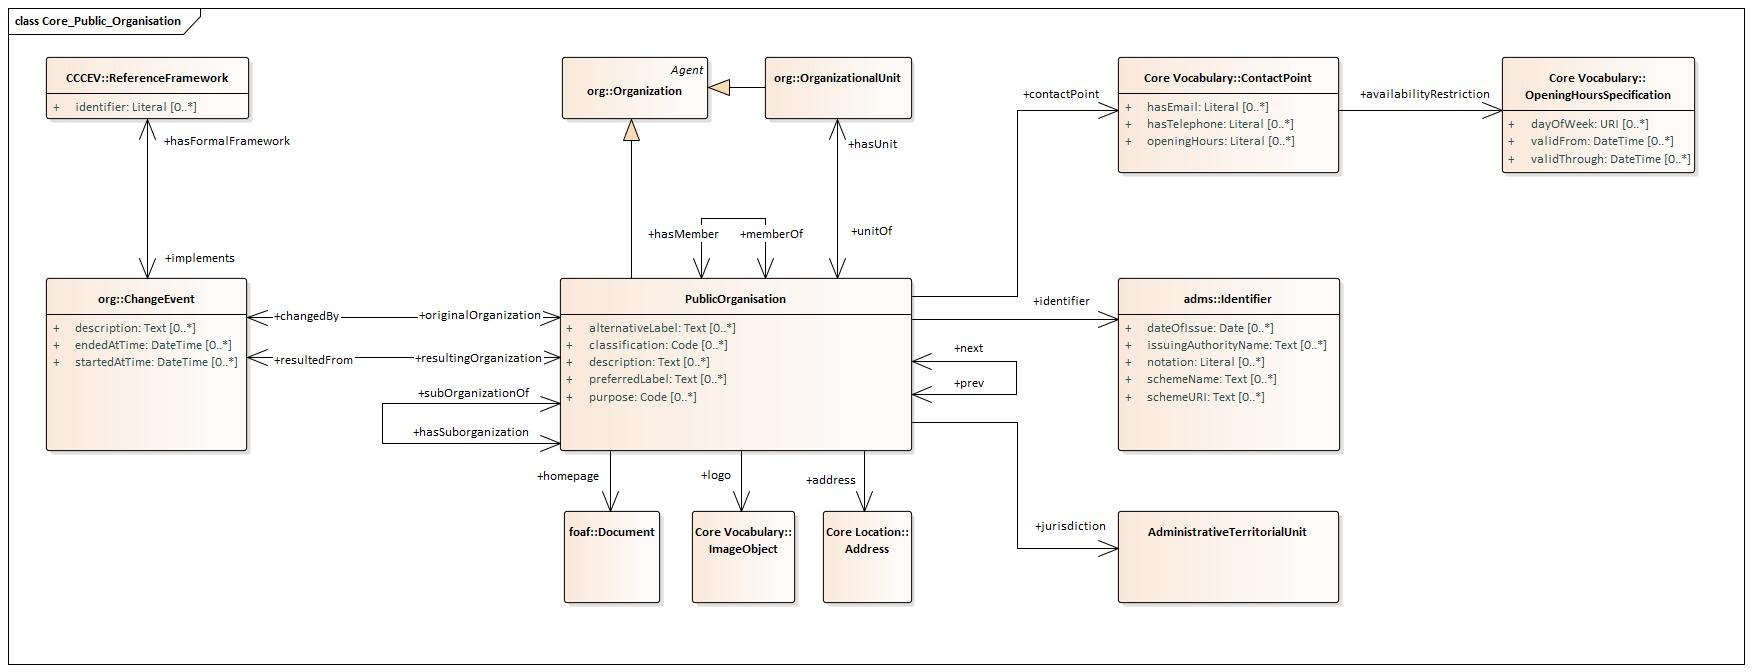 class Core_Public_Organisation
CCCEV::ReferenceFramework
+ identifier: Literal [0..*]
Agent
org::Organization
org::OrganizationalUnit
Core Vocabulary::ContactPoint
+ hasEmail: Literal [0..*]
+ hasTelephone: Literal [0..*]
+ openingHours: Literal [0..*]
Core Vocabulary::
OpeningHoursSpecification
+ dayOfWeek: URI [0..*]
+ validFrom: DateTime [0..*]
+ validThrough: DateTime [0..*]
+contactPoint
+availabilityRestriction
+hasFormalFramework
+hasUnit
+implements
+hasMember
+memberOf
+unitOf
org::ChangeEvent
+ description: Text [0..*]
+ endedAtTime: DateTime [0..*]
+ startedAtTime: DateTime [0..*]
+changedBy
+originalOrganization
+resultedFrom
+resultingOrganization
+subOrganizationOf
+hasSuborganization
PublicOrganisation
+ alternativeLabel: Text [0..*]
+ classification: Code [0..*]
+ description: Text [0..*]
+ preferredLabel: Text [0..*]
+ purpose: Code [0..*]
+identifier
+next
+prev
adms::Identifier
+ dateOfIssue: Date [0..*]
+ issuingAuthorityName: Text [0..*]
+ notation: Literal [0..*]
+ schemeName: Text [0..*]
+ schemeURI: Text [0..*]
+homepage
+logo
+address
+jurisdiction
foaf::Document
Core Vocabulary::
ImageObject
Core Location::
Address
AdministrativeTerritorialUnit